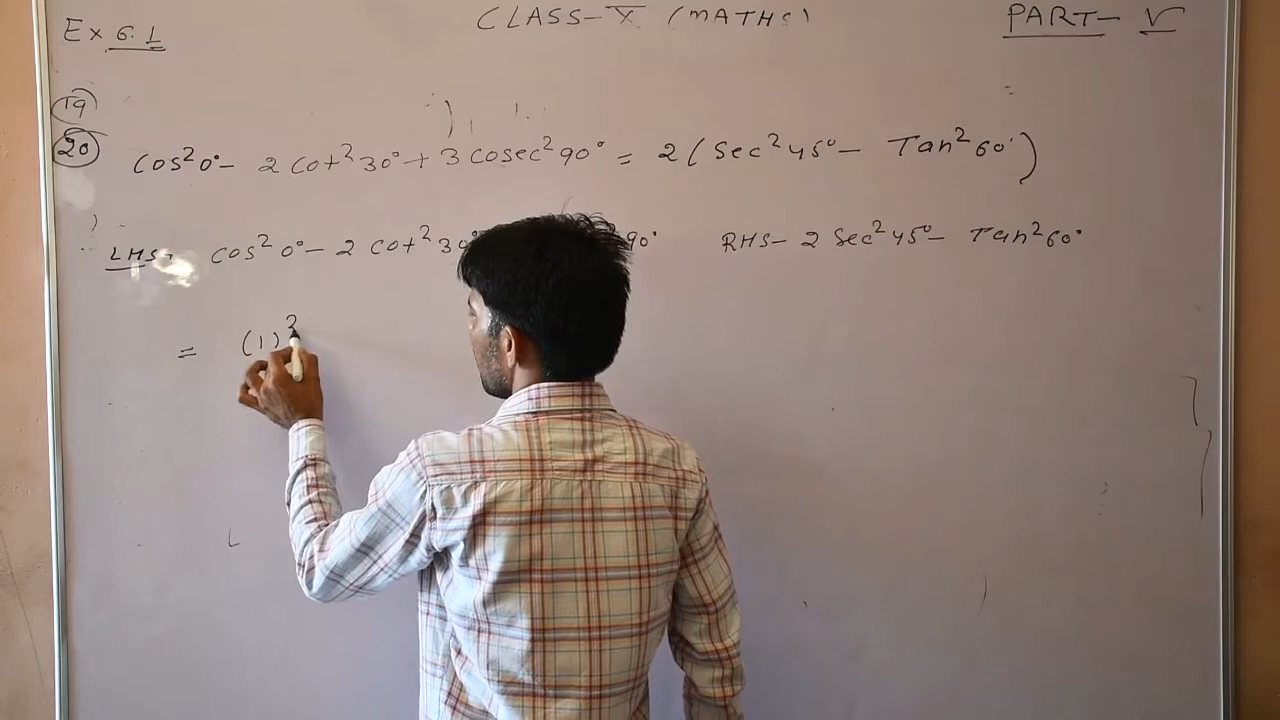 Ex 6.1
CLASS-X (MATHS)
PART- V
19
20 Cos²0°- 2 Cot²30°+ 3 Cosec²90° = 2 ( Sec²45° - Tan²60° )
LHS- Cos²0°- 2 Cot²30° 90° RHS- 2 Sec²45°- Tan²60°
= (1)²